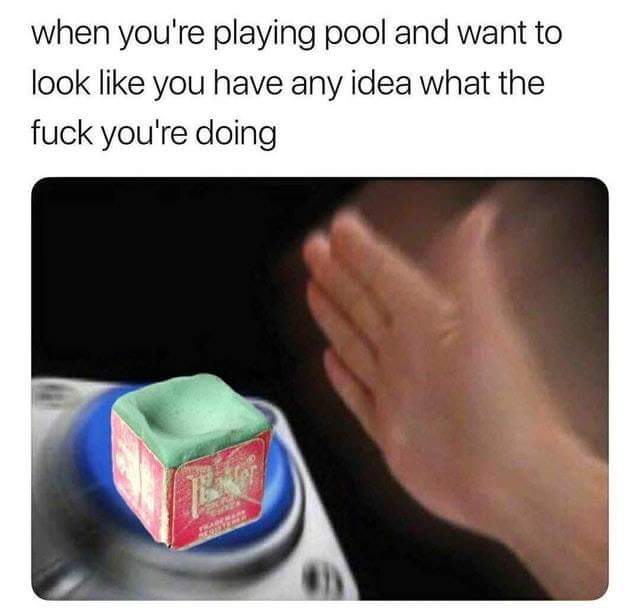 when you're playing pool and want to
look like you have any idea what the
fuck you're doing
TRADEMARK